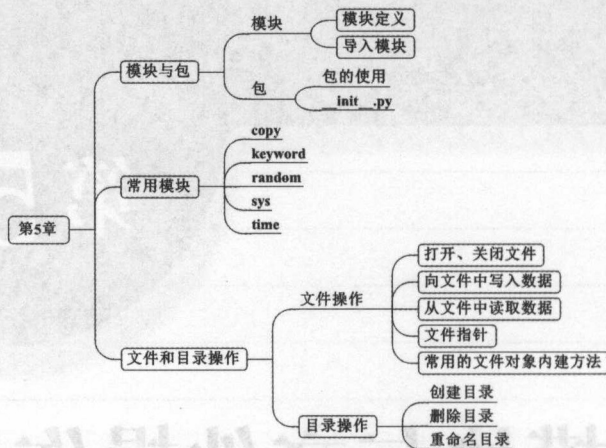 模块
模块定义
导入模块
模块与包
包
包的使用
__init__.py
copy
keyword
常用模块
random
sys
time
第5章
打开、关闭文件
向文件中写入数据
文件操作
从文件中读取数据
文件指针
文件和目录操作
常用的文件对象内建方法
创建目录
目录操作
删除目录
重命名目录